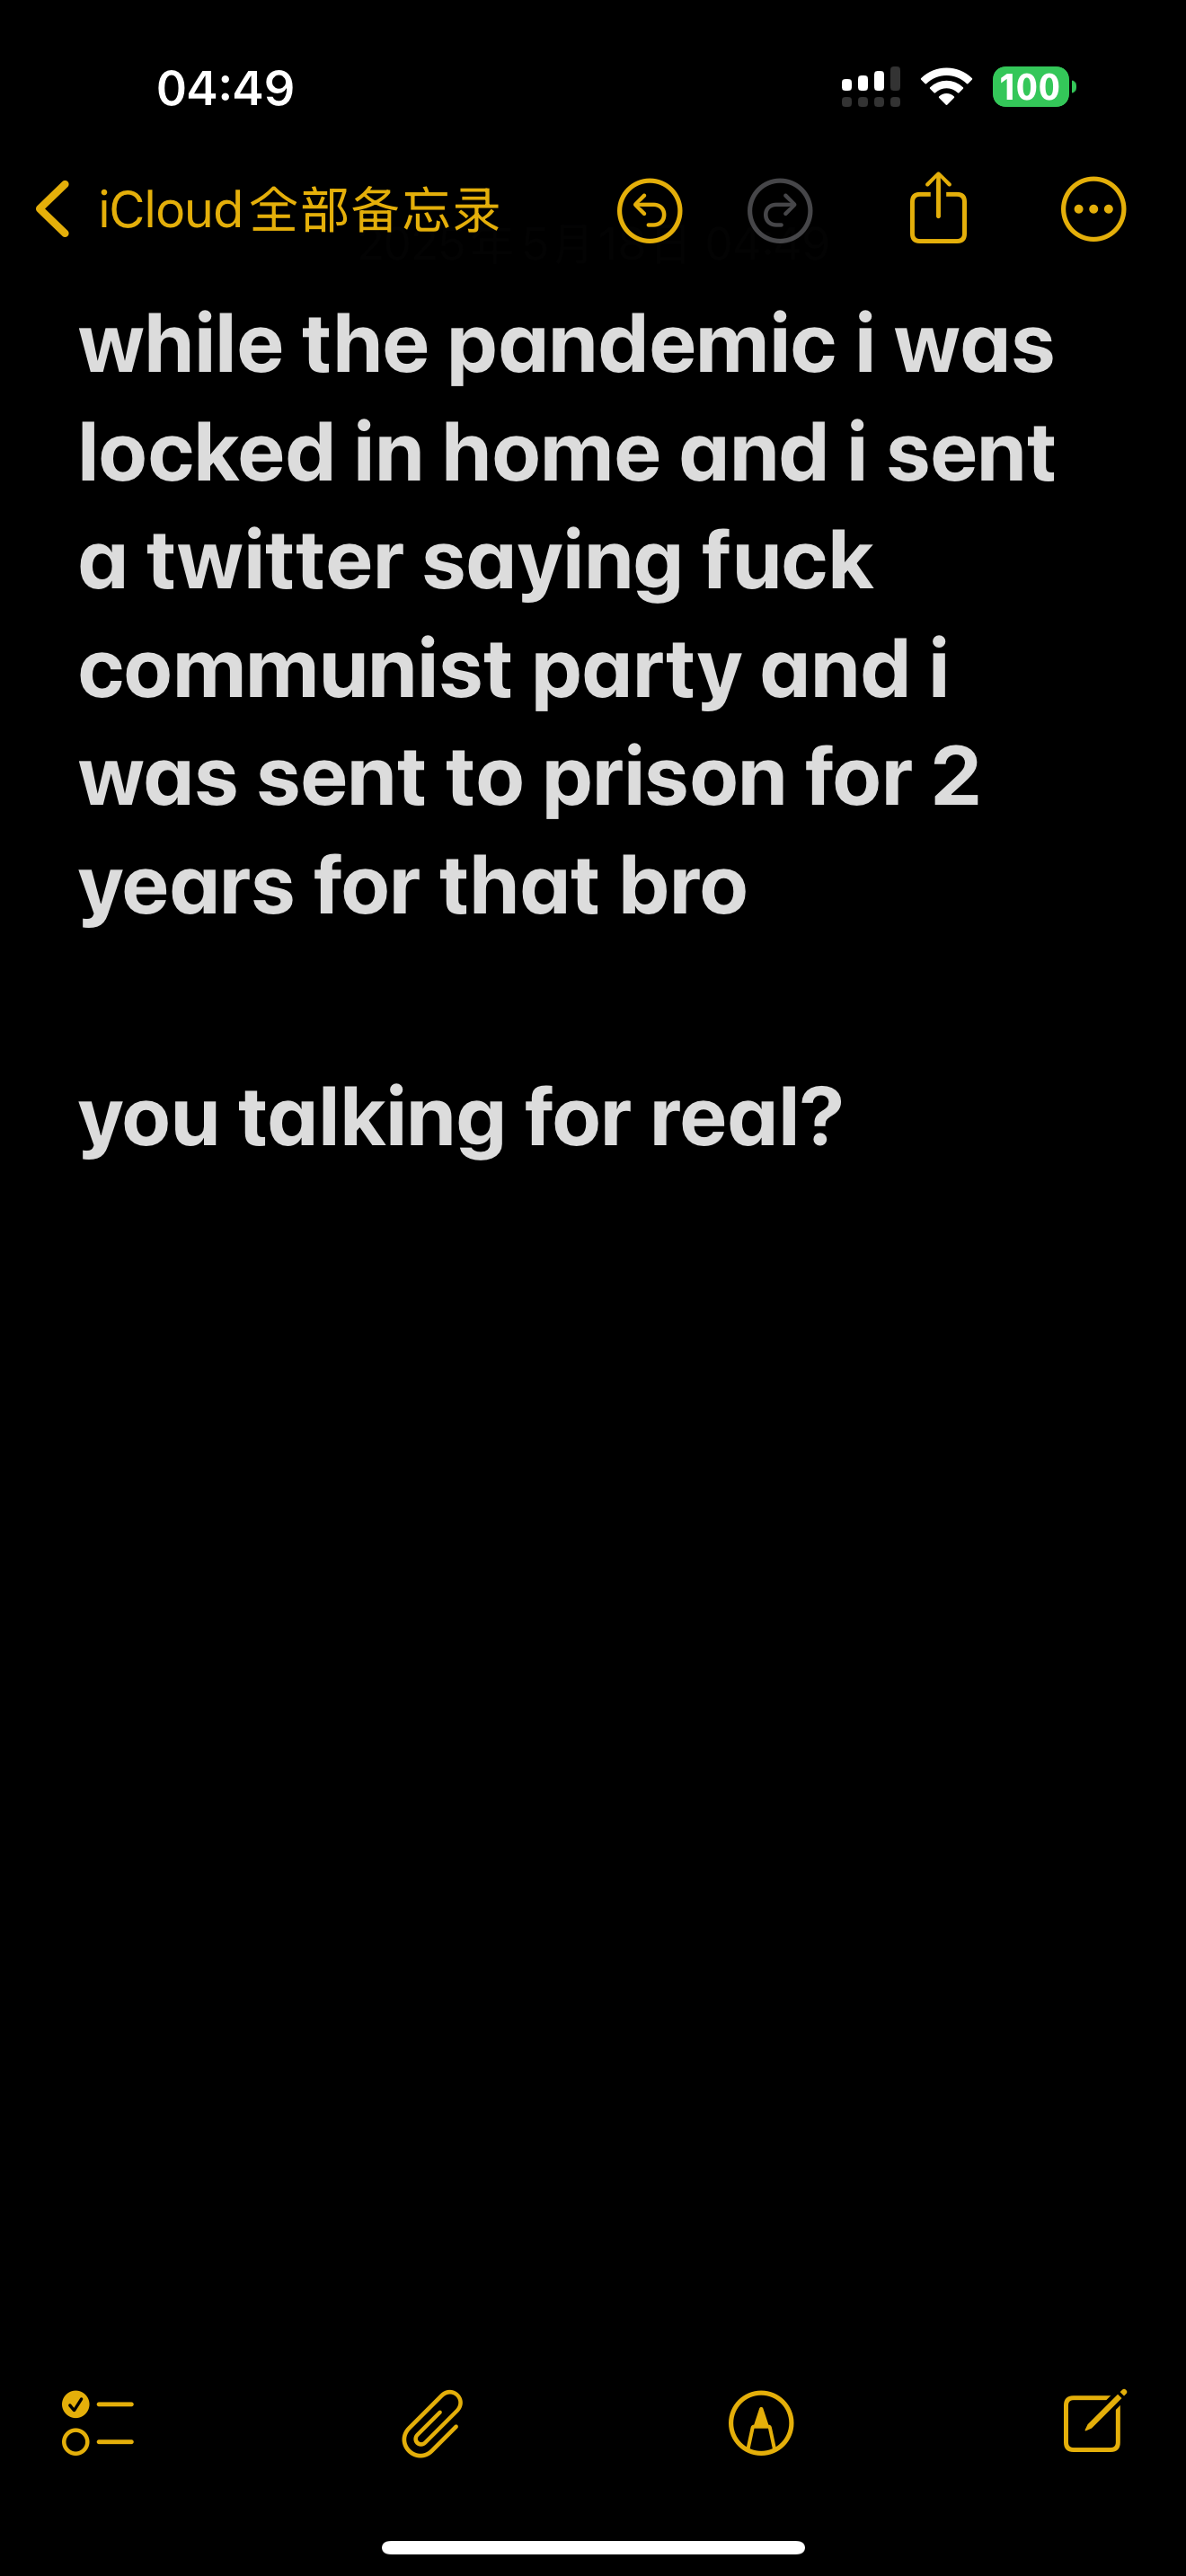 04:49
100
iCloud全部备忘录
while the pandemic i was
locked in home and i sent
a twitter saying fuck
communist party and i
was sent to prison for 2
years for that bro
you talking for real?